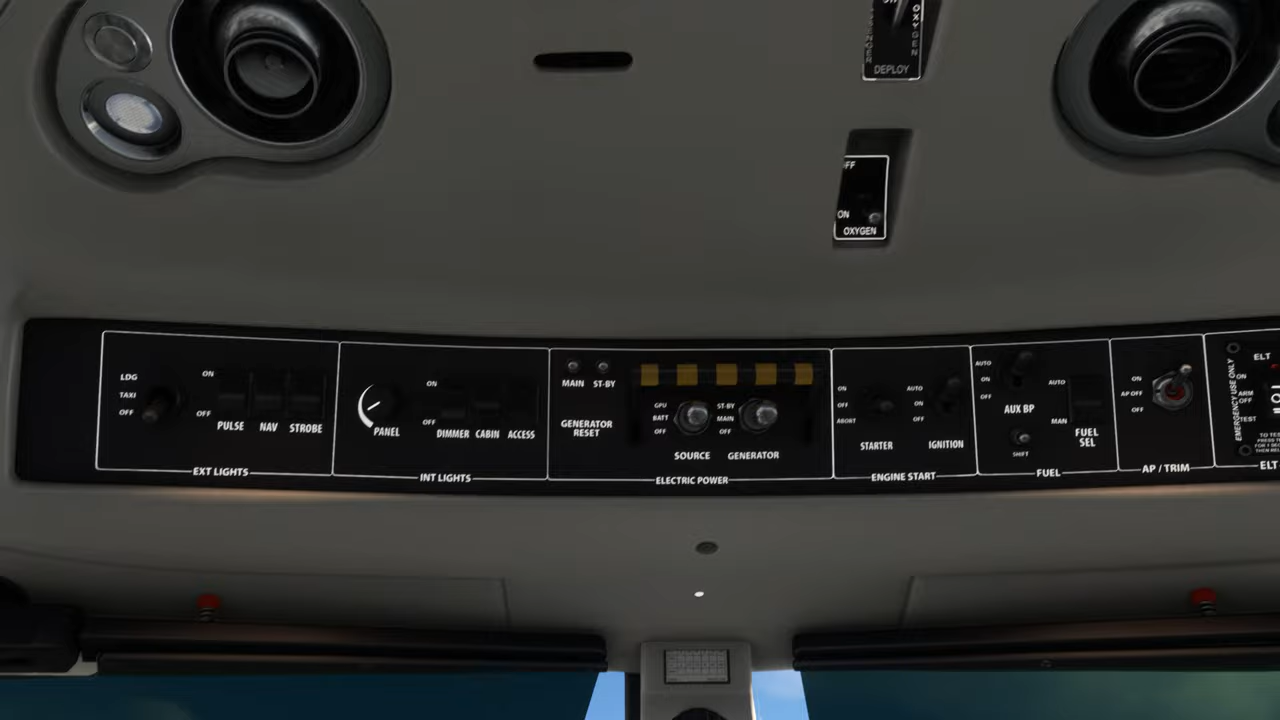 OXYGEN
DEPLOY
ON
OXYGEN
LDG
TAXI
OFF
ON
OFF
PULSE NAV STROBE
EXT LIGHTS
PANEL
ON
OFF
DIMMER CABIN ACCESS
INT LIGHTS
MAIN ST-BY
GENERATOR
RESET
GPU
BATT
OFF
ST-BY
MAIN
OFF
SOURCE GENERATOR
ELECTRIC POWER
ON
OFF
ABORT
STARTER
AUTO
ON
OFF
IGNITION
ENGINE START
AUTO
ON
OFF
AUX BP
SHIFT
AUTO
MAN
FUEL
SEL
FUEL
ON
AP OFF
OFF
AP / TRIM
EMERGENCY USE ONLY
ELT
ON
ARM
OFF
TEST
ELT